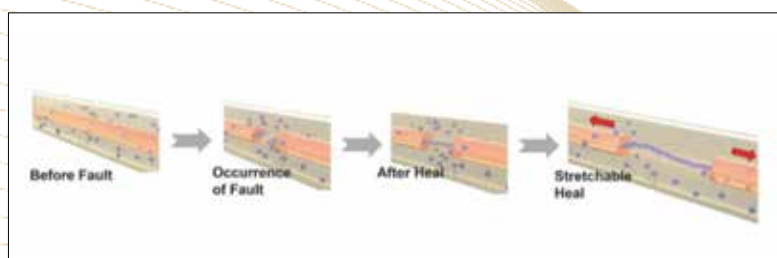 Before Fault
Occurrence
of Fault
After Heal
Stretchable
Heal